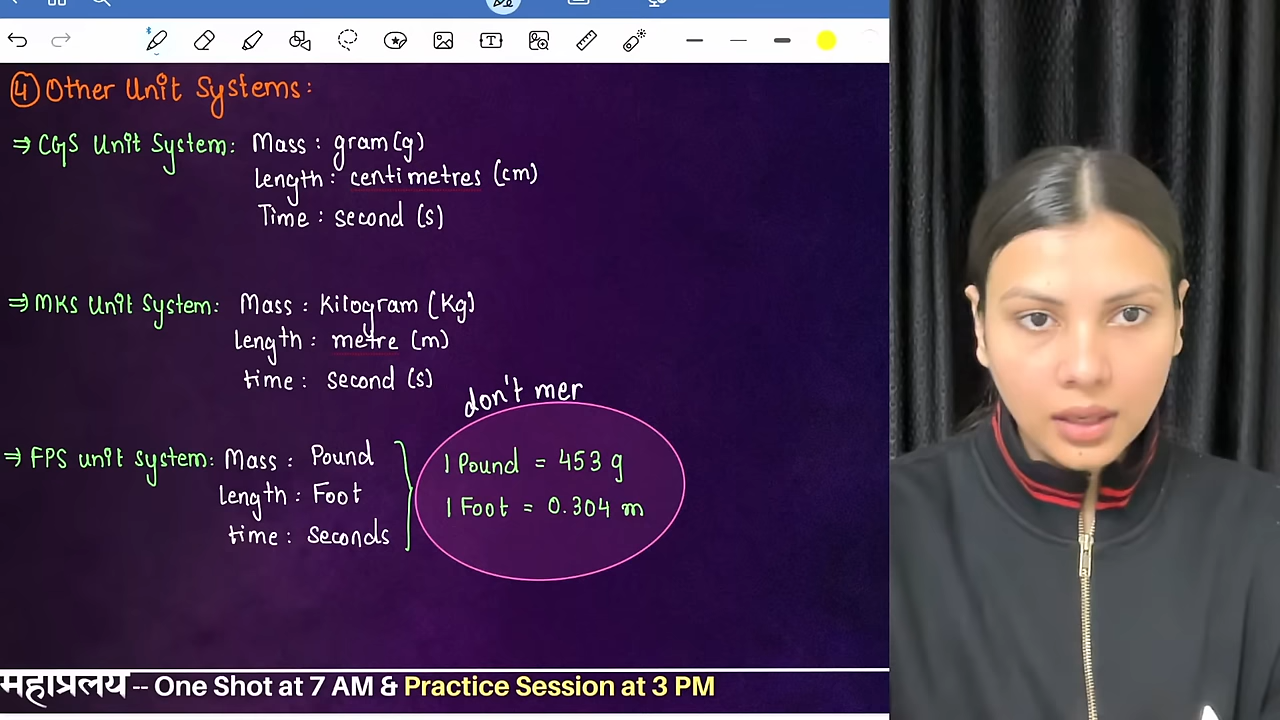 ④ Other Unit Systems:
⇒ CGS Unit System: Mass : gram (g)
Length : centimetres (cm)
Time : second (s)
⇒ MKS Unit System: Mass : Kilogram (Kg)
Length : metre (m)
time : second (s)
don't mer
⇒ FPS unit system: Mass : Pound
1 Pound = 453 g
Length : Foot
1 Foot = 0.304 m
time : seconds
महाप्रलय -- One Shot at 7 AM & Practice Session at 3 PM